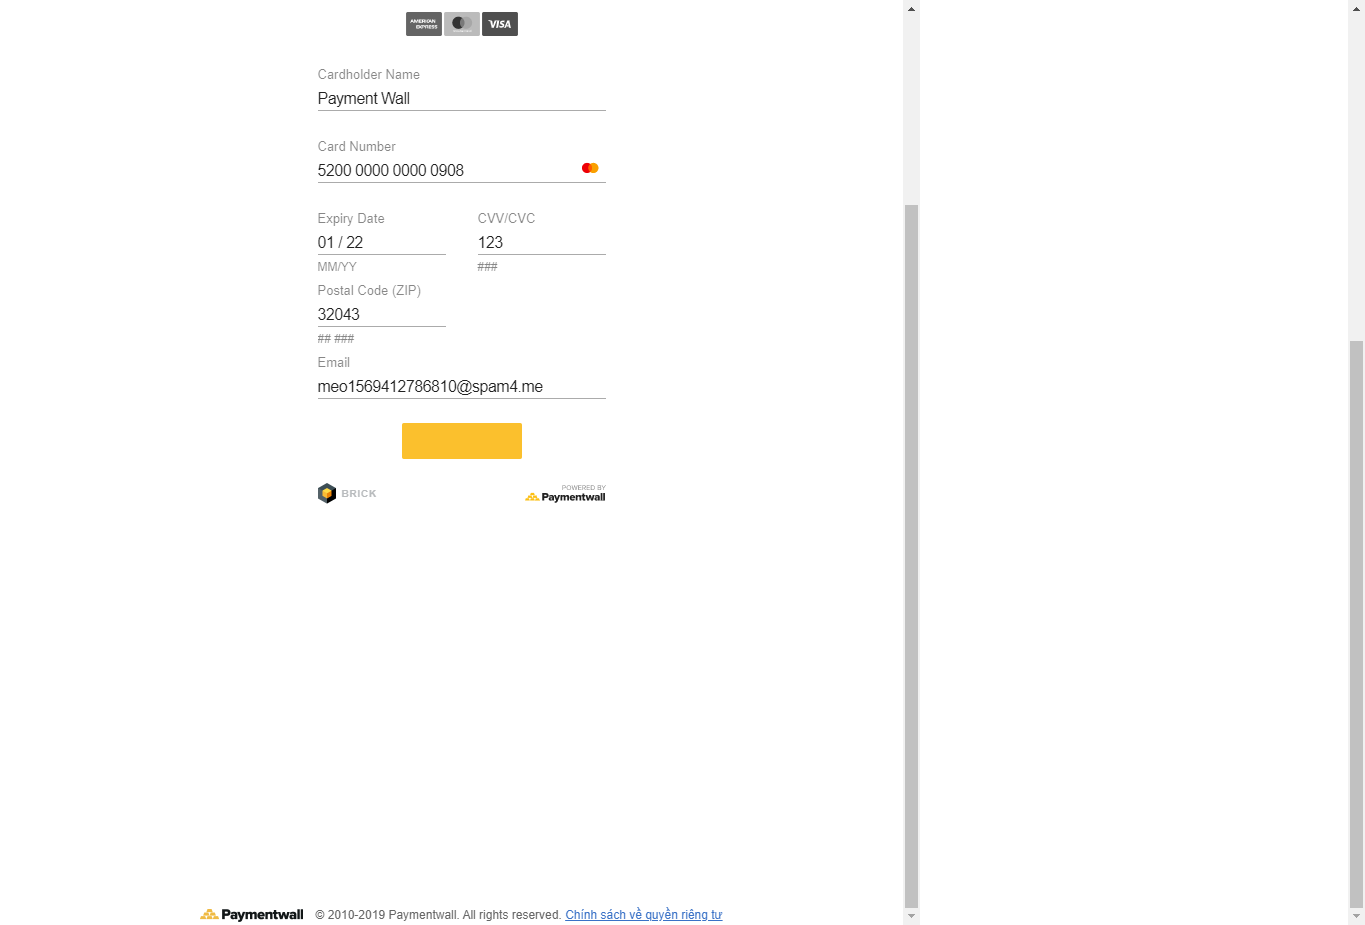 AMERICAN EXPRESS VISA
Cardholder Name
Payment Wall
Card Number
5200 0000 0000 0908
Expiry Date CVV/CVC
01 / 22 123
MM/YY ###
Postal Code (ZIP)
32043
## ###
Email
meo1569412786810@spam4.me
BRICK POWERED BY
Paymentwall
Paymentwall © 2010-2019 Paymentwall. All rights reserved. Chính sách về quyền riêng tư